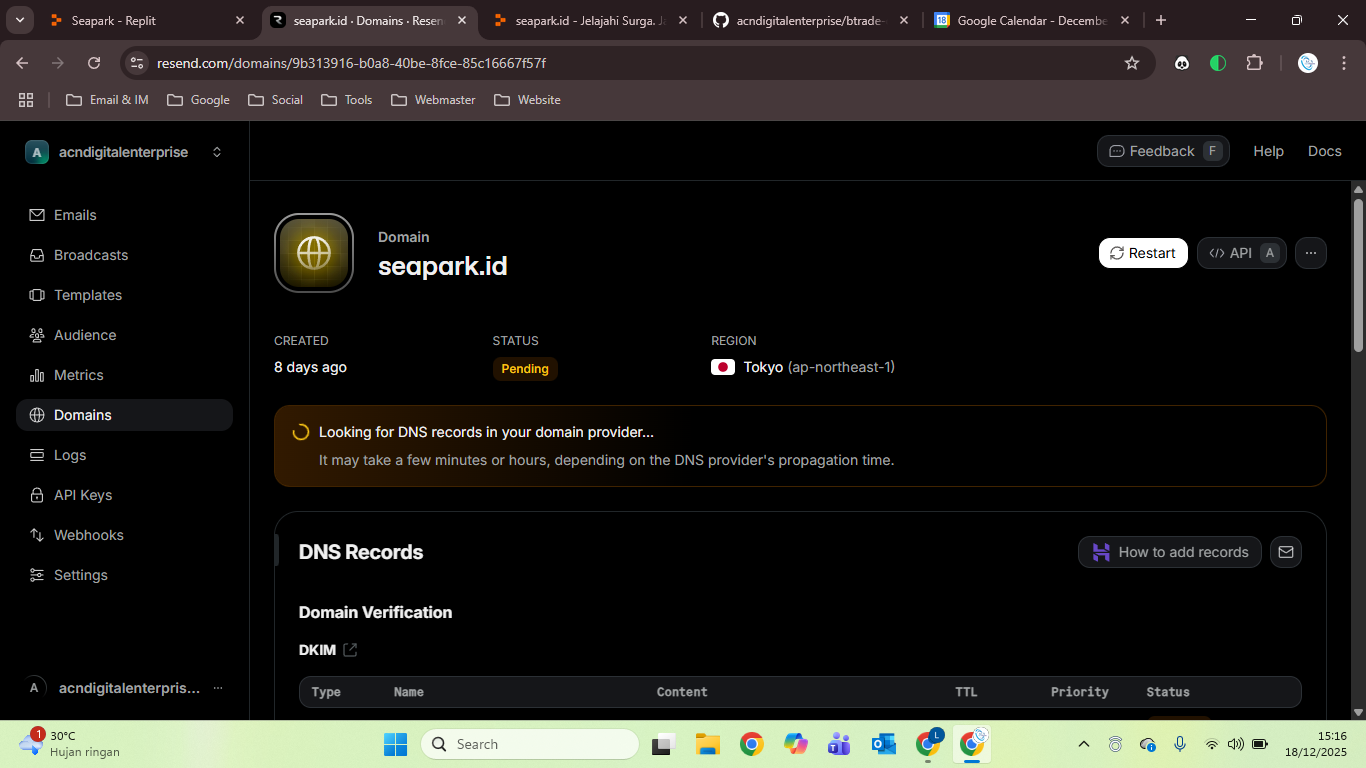 Seapark - Replit
seapark.id · Domains · Resen
seapark.id - Jelajahi Surga. J
acndigitalenterprise/btrade-
18
Google Calendar - Decembe
resend.com/domains/9b313916-b0a8-40be-8fce-85c16667f57f
Email & IM
Google
Social
Tools
Webmaster
Website
A
acndigitalenterprise
Feedback
F
Help
Docs
Emails
Broadcasts
Templates
Audience
Metrics
Domains
Logs
API Keys
Webhooks
Settings
A
acndigitalenterpris...
Domain
seapark.id
Restart
API
A
CREATED
8 days ago
STATUS
Pending
REGION
Tokyo (ap-northeast-1)
Looking for DNS records in your domain provider...
It may take a few minutes or hours, depending on the DNS provider's propagation time.
DNS Records
How to add records
Domain Verification
DKIM
Type
Name
Content
TTL
Priority
Status
1
30°C
Hujan ringan
Search
L
15:16
18/12/2025